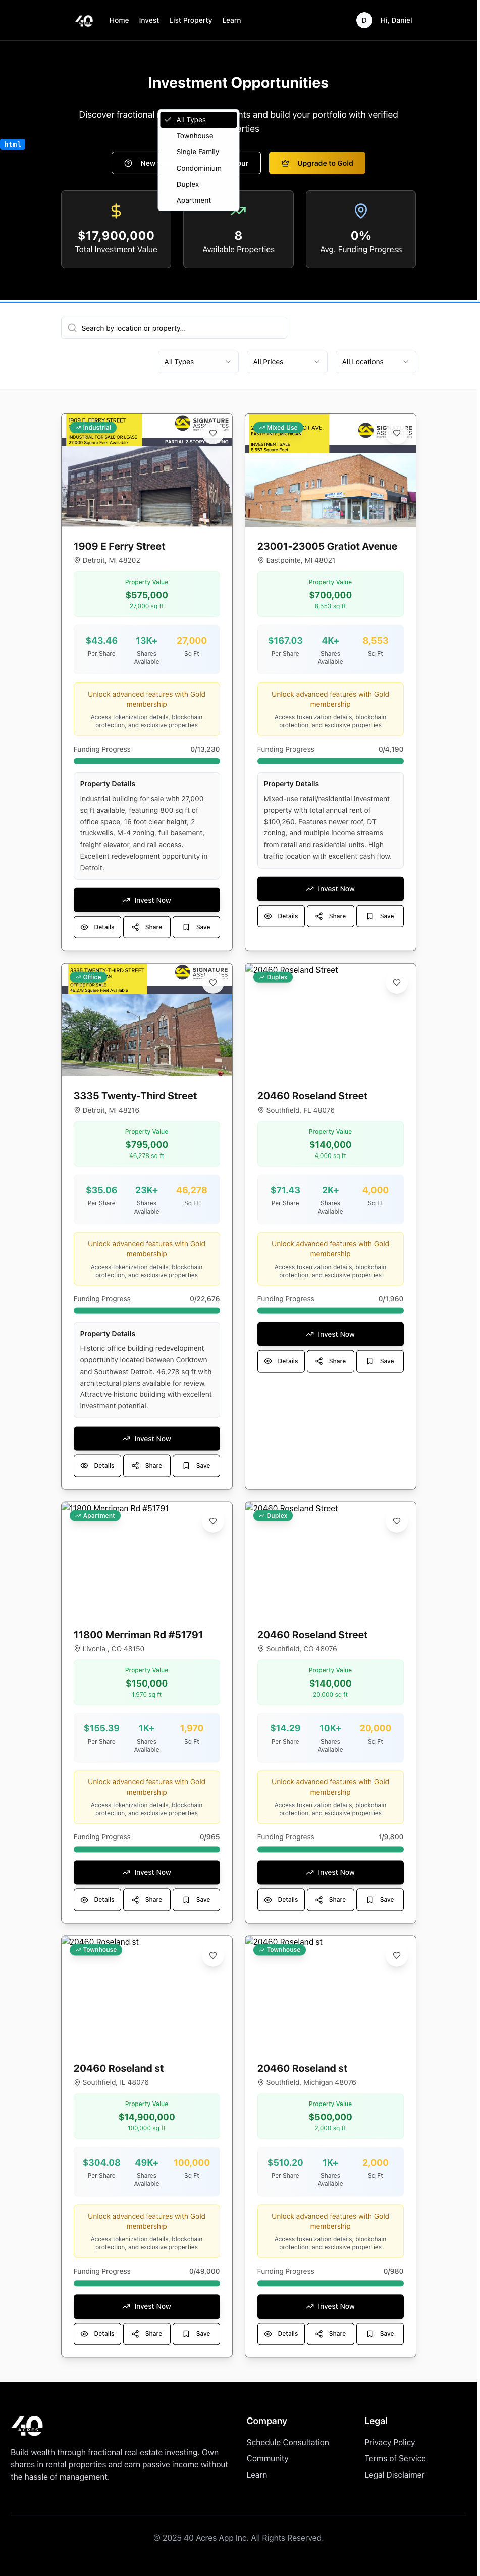 40
Home
Invest
List Property
Learn
D
Hi, Daniel
Investment Opportunities
Discover fractional
nts and build your portfolio with verified
erties
html
All Types
Townhouse
Single Family
Condominium
Duplex
Apartment
New
our
Upgrade to Gold
$17,900,000
Total Investment Value
8
Available Properties
0%
Avg. Funding Progress
Search by location or property...
All Types
All Prices
All Locations
1909 E. FERRY STREET
Industrial
INDUSTRIAL FOR SALE OR LEASE
27,000 Square Feet Available
SIGNATURE
ASSOCIATES
PARTIAL 2-STORY
1909 E Ferry Street
Detroit, MI 48202
Property Value
$575,000
27,000 sq ft
$43.46
Per Share
13K+
Shares Available
27,000
Sq Ft
Unlock advanced features with Gold
membership
Access tokenization details, blockchain
protection, and exclusive properties
Funding Progress
0/13,230
Property Details
Industrial building for sale with 27,000
sq ft available, featuring 800 sq ft of
office space, 16 foot clear height, 2
truckwells, M-4 zoning, full basement,
freight elevator, and rail access.
Excellent redevelopment opportunity in
Detroit.
Invest Now
Details
Share
Save
Mixed Use
OT AVE.
EASTPOINTE, MICHIGAN
INVESTMENT SALE
8,553 Square Feet
SIGNA
ASSOCI
23001-23005 Gratiot Avenue
Eastpointe, MI 48021
Property Value
$700,000
8,553 sq ft
$167.03
Per Share
4K+
Shares Available
8,553
Sq Ft
Unlock advanced features with Gold
membership
Access tokenization details, blockchain
protection, and exclusive properties
Funding Progress
0/4,190
Property Details
Mixed-use retail/residential investment
property with total annual rent of
$100,260. Features newer roof, DT
zoning, and multiple income streams
from retail and residential units. High
traffic location with excellent cash flow.
Invest Now
Details
Share
Save
3335 TWENTY-THIRD STREET
Office
OFFICE FOR SALE
46,278 Square Feet Available
SIGNATURE
ASSOCIATES
3335 Twenty-Third Street
Detroit, MI 48216
Property Value
$795,000
46,278 sq ft
$35.06
Per Share
23K+
Shares Available
46,278
Sq Ft
Unlock advanced features with Gold
membership
Access tokenization details, blockchain
protection, and exclusive properties
Funding Progress
0/22,676
Property Details
Historic office building redevelopment
opportunity located between Corktown
and Southwest Detroit. 46,278 sq ft with
architectural plans available for review.
Attractive historic building with excellent
investment potential.
Invest Now
Details
Share
Save
20460 Roseland Street
Duplex
20460 Roseland Street
Southfield, FL 48076
Property Value
$140,000
4,000 sq ft
$71.43
Per Share
2K+
Shares Available
4,000
Sq Ft
Unlock advanced features with Gold
membership
Access tokenization details, blockchain
protection, and exclusive properties
Funding Progress
0/1,960
Invest Now
Details
Share
Save
11800 Merriman Rd #51791
Apartment
11800 Merriman Rd #51791
Livonia,, CO 48150
Property Value
$150,000
1,970 sq ft
$155.39
Per Share
1K+
Shares Available
1,970
Sq Ft
Unlock advanced features with Gold
membership
Access tokenization details, blockchain
protection, and exclusive properties
Funding Progress
0/965
Invest Now
Details
Share
Save
20460 Roseland Street
Duplex
20460 Roseland Street
Southfield, CO 48076
Property Value
$140,000
20,000 sq ft
$14.29
Per Share
10K+
Shares Available
20,000
Sq Ft
Unlock advanced features with Gold
membership
Access tokenization details, blockchain
protection, and exclusive properties
Funding Progress
1/9,800
Invest Now
Details
Share
Save
20460 Roseland st
Townhouse
20460 Roseland st
Southfield, IL 48076
Property Value
$14,900,000
100,000 sq ft
$304.08
Per Share
49K+
Shares Available
100,000
Sq Ft
Unlock advanced features with Gold
membership
Access tokenization details, blockchain
protection, and exclusive properties
Funding Progress
0/49,000
Invest Now
Details
Share
Save
20460 Roseland st
Townhouse
20460 Roseland st
Southfield, Michigan 48076
Property Value
$500,000
2,000 sq ft
$510.20
Per Share
1K+
Shares Available
2,000
Sq Ft
Unlock advanced features with Gold
membership
Access tokenization details, blockchain
protection, and exclusive properties
Funding Progress
0/980
Invest Now
Details
Share
Save
40
ACRES
Build wealth through fractional real estate investing. Own
shares in rental properties and earn passive income without
the hassle of management.
Company
Schedule Consultation
Community
Learn
Legal
Privacy Policy
Terms of Service
Legal Disclaimer
© 2025 40 Acres App Inc. All Rights Reserved.